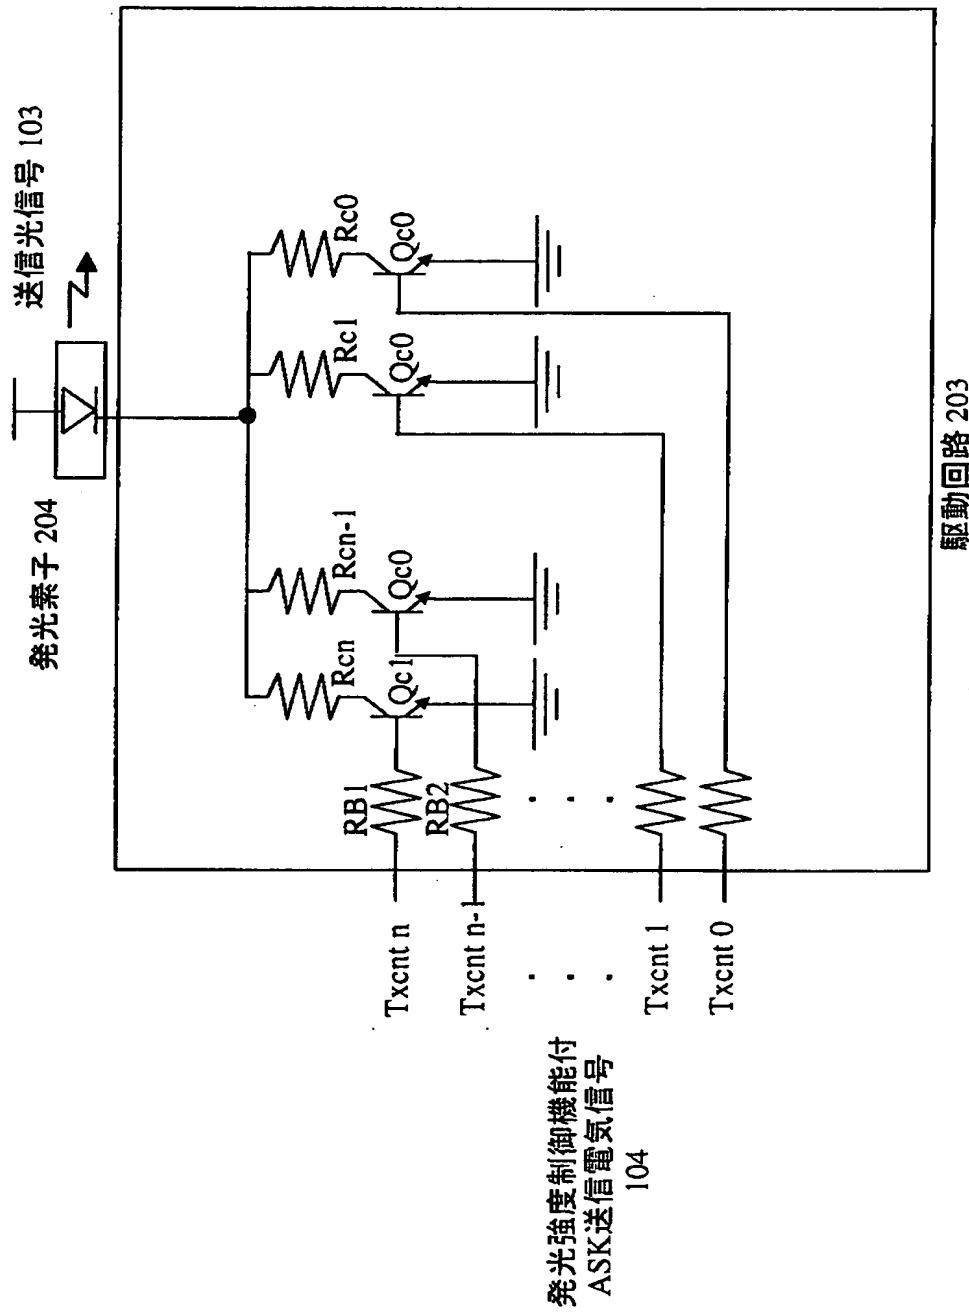 発光素子 204
送信光信号 103
Rcn
Rcn-1
Rc1
Rc0
Qc1
Qc0
Qc0
Qc0
RB1
RB2
Txcnt n
Txcnt n-1
Txcnt 1
Txcnt 0
発光強度制御機能付
ASK送信電気信号
104
駆動回路 203